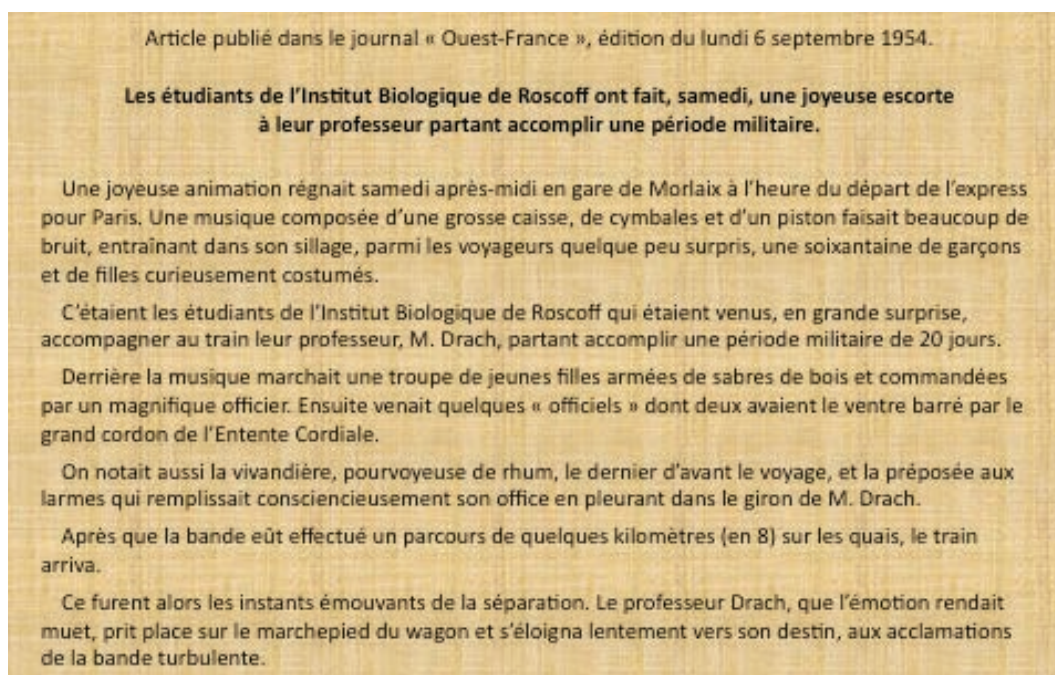 Article publié dans le journal « Ouest-France », édition du lundi 6 septembre 1954.
Les étudiants de l'Institut Biologique de Roscoff ont fait, samedi, une joyeuse escorte
à leur professeur partant accomplir une période militaire.
Une joyeuse animation régnait samedi après-midi en gare de Morlaix à l'heure du départ de l'express
pour Paris. Une musique composée d'une grosse caisse, de cymbales et d'un piston faisait beaucoup de
bruit, entraînant dans son sillage, parmi les voyageurs quelque peu surpris, une soixantaine de garçons
et de filles curieusement costumés.
C'étaient les étudiants de l'Institut Biologique de Roscoff qui étaient venus, en grande surprise,
accompagner au train leur professeur, M. Drach, partant accomplir une période militaire de 20 jours.
Derrière la musique marchait une troupe de jeunes filles armées de sabres de bois et commandées
par un magnifique officier. Ensuite venait quelques « officiels » dont deux avaient le ventre barré par le
grand cordon de l'Entente Cordiale.
On notait aussi la vivandière, pourvoyeuse de rhum, le dernier d'avant le voyage, et la préposée aux
larmes qui remplissait consciencieusement son office en pleurant dans le giron de M. Drach.
Après que la bande eût effectué un parcours de quelques kilomètres (en 8) sur les quais, le train
arriva.
Ce furent alors les instants émouvants de la séparation. Le professeur Drach, que l'émotion rendait
muet, prit place sur le marchepied du wagon et s'éloigna lentement vers son destin, aux acclamations
de la bande turbulente.